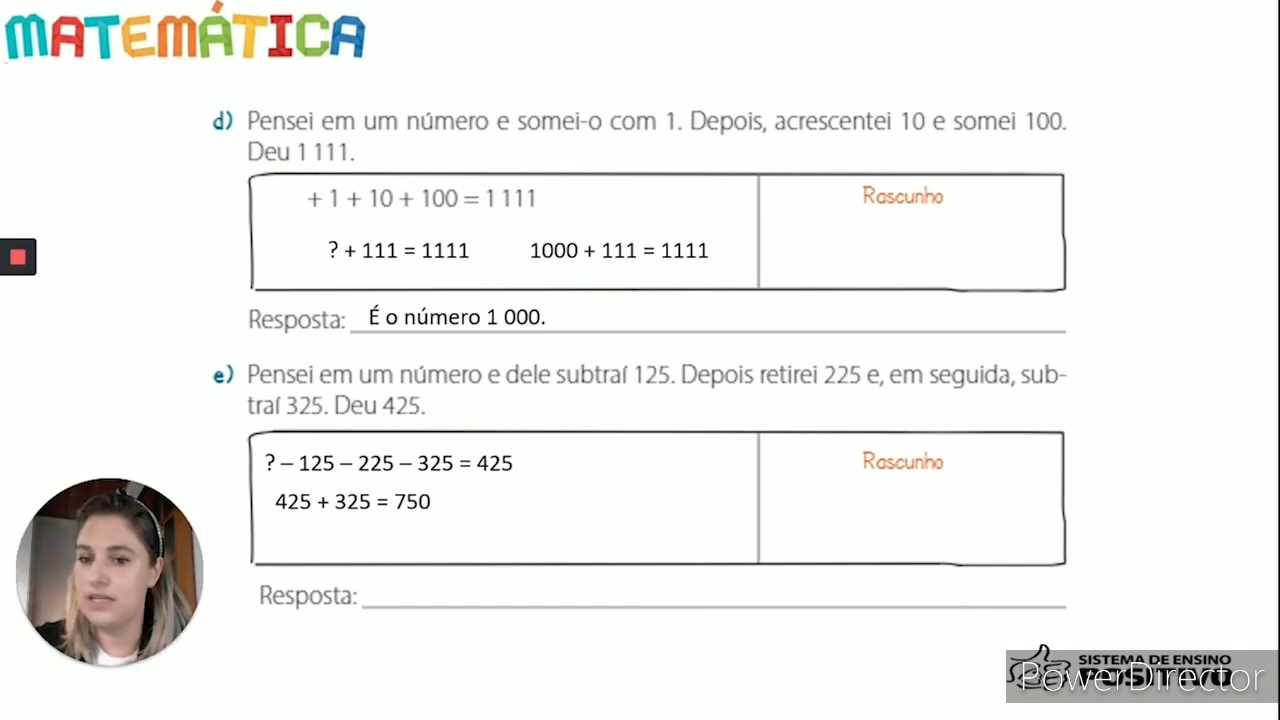 MATEMÁTICA
d) Pensei em um número e somei-o com 1. Depois, acrescentei 10 e somei 100.
Deu 1 111.
+ 1 + 10 + 100 = 1 111
Rascunho
? + 111 = 1111 1000 + 111 = 1111
Resposta: É o número 1 000.
e) Pensei em um número e dele subtraí 125. Depois retirei 225 e, em seguida, sub-
traí 325. Deu 425.
? – 125 – 225 – 325 = 425
Rascunho
425 + 325 = 750
Resposta:
SISTEMA DE ENSINO
POSITIVO
PowerDirector